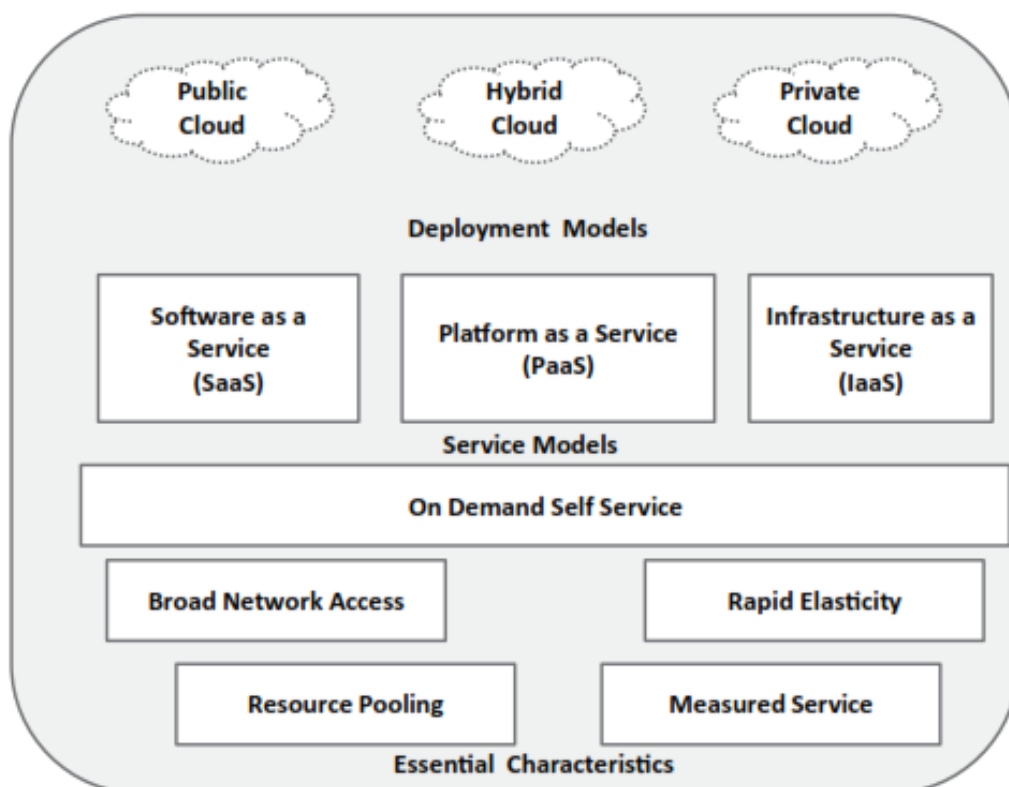 Public
Cloud
Hybrid
Cloud
Private
Cloud
Deployment Models
Software as a
Service
(SaaS)
Platform as a Service
(PaaS)
Infrastructure as a
Service
(IaaS)
Service Models
On Demand Self Service
Broad Network Access
Rapid Elasticity
Resource Pooling
Measured Service
Essential Characteristics